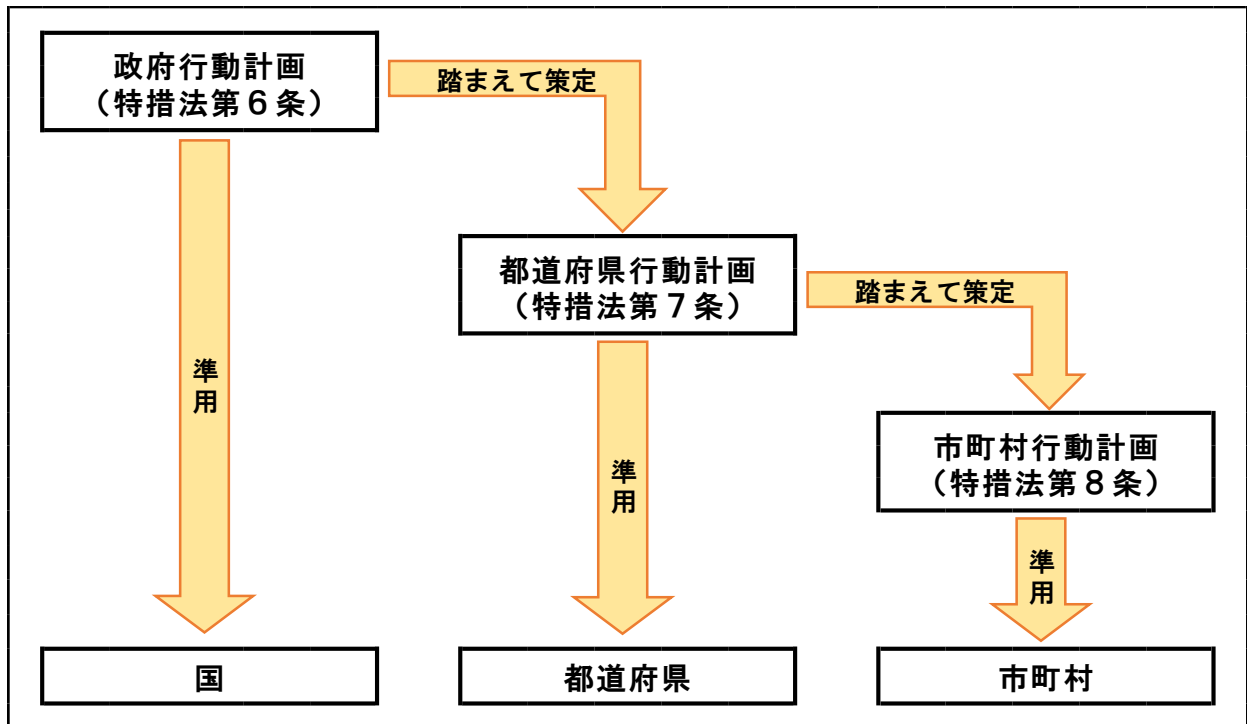 政府行動計画
（特措法第６条）
踏まえて策定
都道府県行動計画
（特措法第７条）
踏まえて策定
市町村行動計画
（特措法第８条）
準用
準用
準用
国
都道府県
市町村